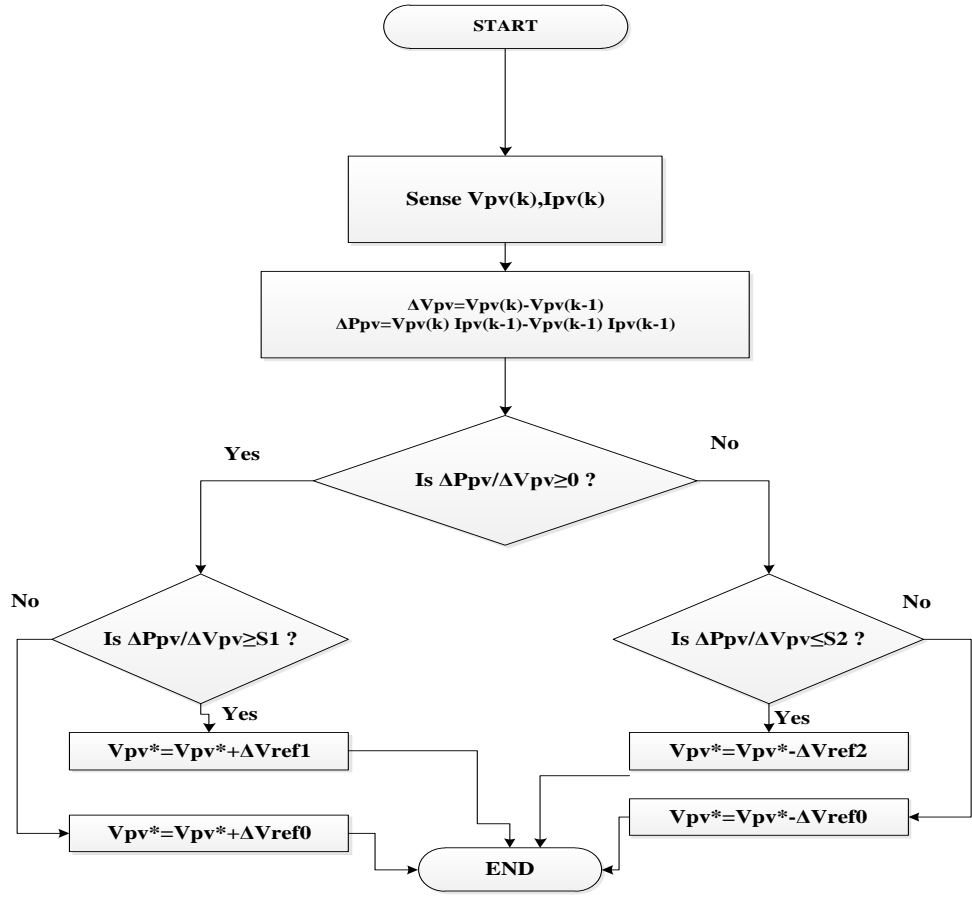 START
Sense Vpv(k),Ipv(k)
ΔVpv=Vpv(k)-Vpv(k-1)
ΔPpv=Vpv(k) Ipv(k-1)-Vpv(k-1) Ipv(k-1)
Yes
No
Is ΔPpv/ΔVpv≥0 ?
No
No
Is ΔPpv/ΔVpv≥S1 ?
Is ΔPpv/ΔVpv≤S2 ?
Yes
Yes
Vpv*=Vpv*+ΔVref1
Vpv*=Vpv*-ΔVref2
Vpv*=Vpv*+ΔVref0
Vpv*=Vpv*-ΔVref0
END